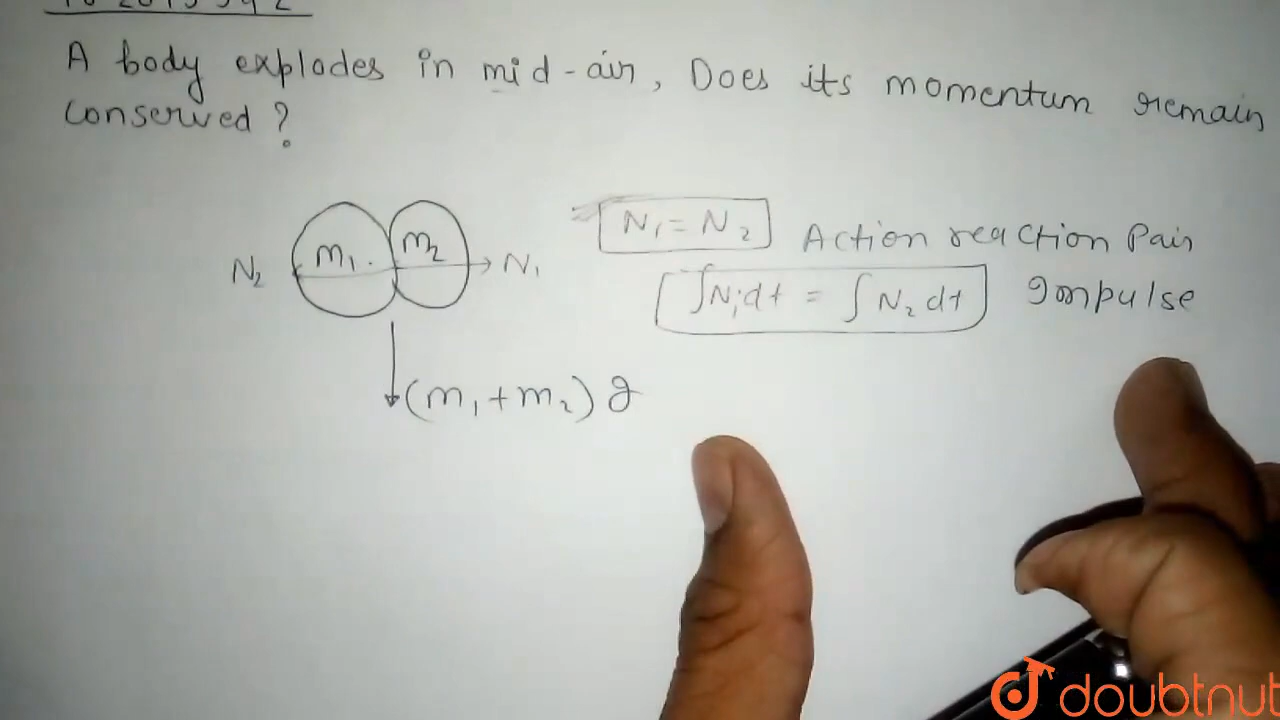 A body explodes in mid-air, Does its momentum remain
conserved?
N₂ m₁. m₂ N₁
N₁ = N₂ Action reaction Pair
∫N₁dt = ∫N₂dt Impulse
(m₁+m₂)g
doubtnut